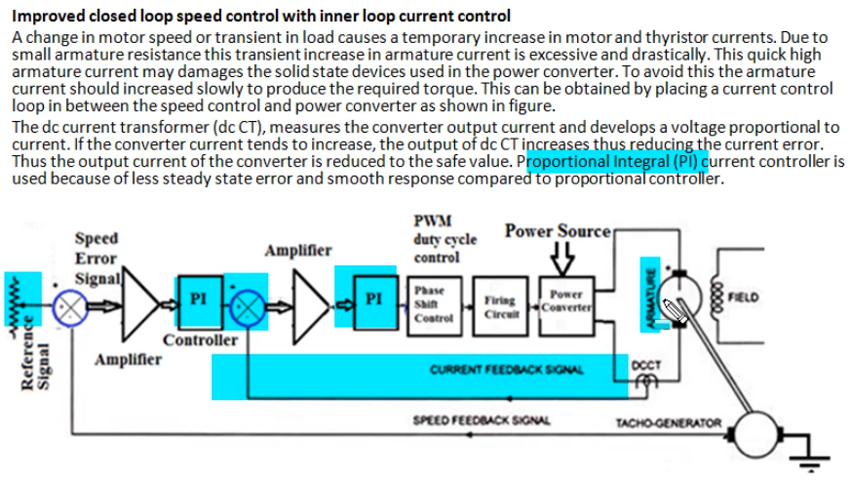 Improved closed loop speed control with inner loop current control
A change in motor speed or transient in load causes a temporary increase in motor and thyristor currents. Due to
small armature resistance this transient increase in armature current is excessive and drastically. This quick high
armature current may damages the solid state devices used in the power converter. To avoid this the armature
current should increased slowly to produce the required torque. This can be obtained by placing a current control
loop in between the speed control and power converter as shown in figure.
The dc current transformer (dc CT), measures the converter output current and develops a voltage proportional to
current. If the converter current tends to increase, the output of dc CT increases thus reducing the current error.
Thus the output current of the converter is reduced to the safe value. Proportional Integral (PI) current controller is
used because of less steady state error and smooth response compared to proportional controller.
Speed
Error
Signal
Amplifier
PWM
duty cycle
control
Power Source
PI
PI
Phase
Shift
Control
Firing
Circuit
Power
Converter
ARMATURE
FIELD
Reference
Signal
Controller
Amplifier
CURRENT FEEDBACK SIGNAL
DCCT
SPEED FEEDBACK SIGNAL
TACHO-GENERATOR